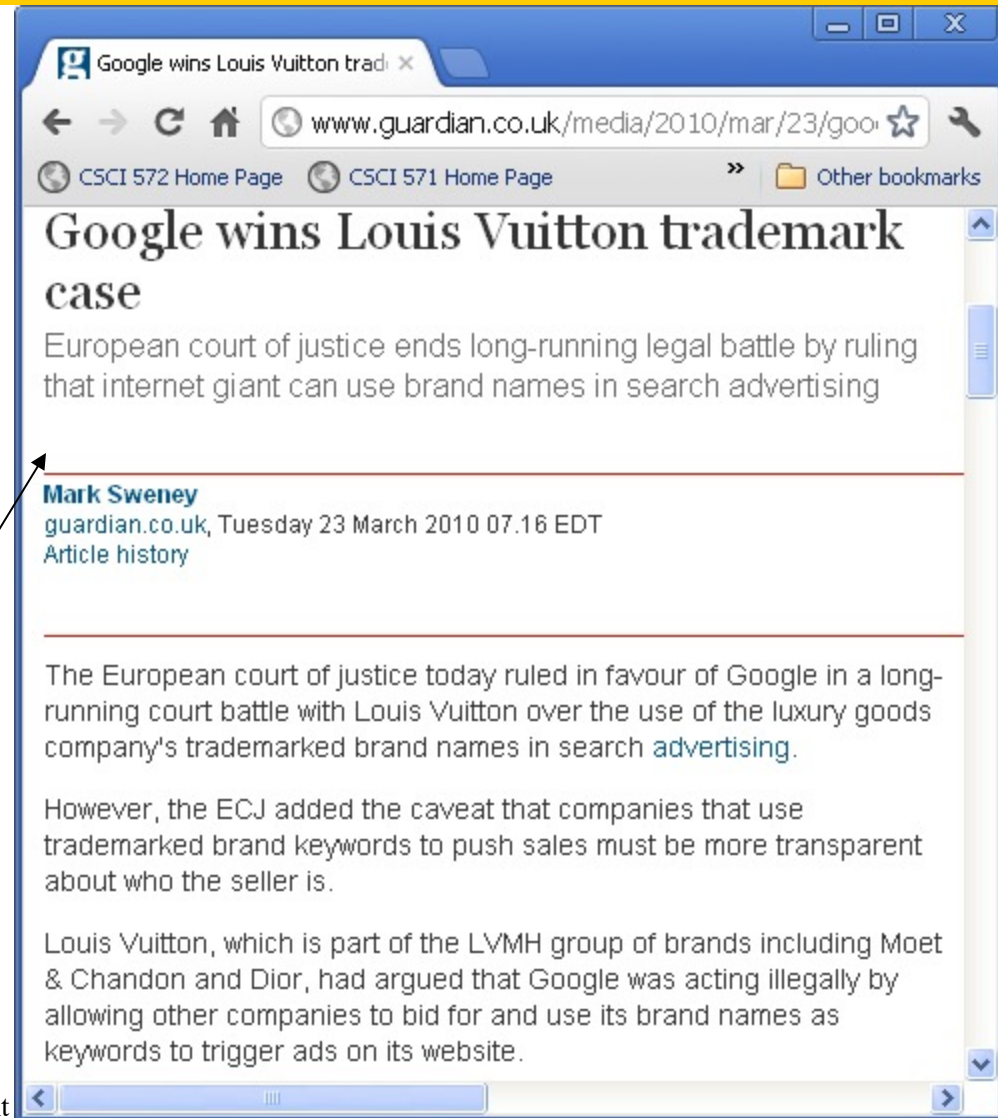 Google wins Louis Vuitton trad
www.guardian.co.uk/media/2010/mar/23/goo
CSCI 572 Home Page CSCI 571 Home Page » Other bookmarks
Google wins Louis Vuitton trademark
case
European court of justice ends long-running legal battle by ruling
that internet giant can use brand names in search advertising
Mark Sweney
guardian.co.uk, Tuesday 23 March 2010 07.16 EDT
Article history
The European court of justice today ruled in favour of Google in a long-
running court battle with Louis Vuitton over the use of the luxury goods
company's trademarked brand names in search advertising.
However, the ECJ added the caveat that companies that use
trademarked brand keywords to push sales must be more transparent
about who the seller is.
Louis Vuitton, which is part of the LVMH group of brands including Moet
& Chandon and Dior, had argued that Google was acting illegally by
allowing other companies to bid for and use its brand names as
keywords to trigger ads on its website.